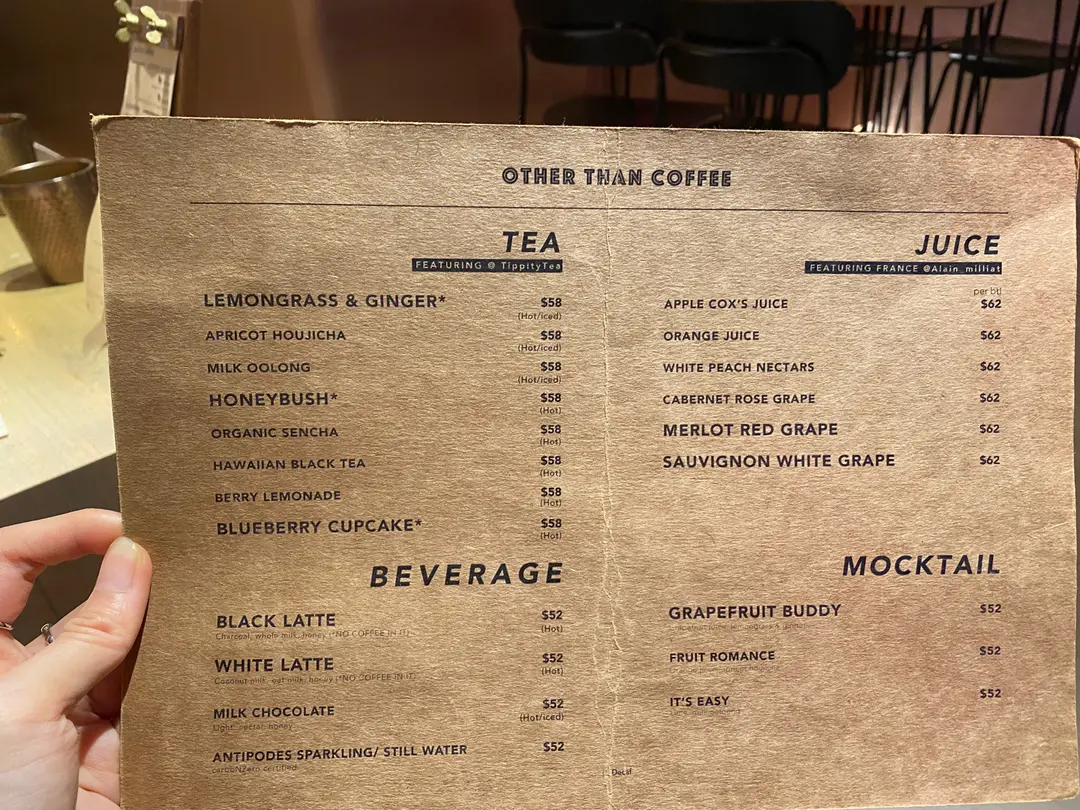 OTHER THAN COFFEE
TEA
FEATURING @ TippityTea
LEMONGRASS & GINGER* $58
(Hot/iced)
APRICOT HOUJICHA $58
(Hot/iced)
MILK OOLONG $58
(Hot/iced)
HONEYBUSH* $58
(Hot)
ORGANIC SENCHA $58
(Hot)
HAWAIIAN BLACK TEA $58
(Hot)
BERRY LEMONADE $58
(Hot)
BLUEBERRY CUPCAKE* $58
(Hot)
BEVERAGE
BLACK LATTE $52
Charcoal, whole milk, honey (*NO COFFEE IN IT) (Hot)
WHITE LATTE $52
Coconut milk, oat milk, honey (*NO COFFEE IN IT) (Hot)
MILK CHOCOLATE $52
Light nectar, honey (Hot/iced)
ANTIPODES SPARKLING/ STILL WATER $52
carboNZero certified
JUICE
FEATURING FRANCE @Alain_milliat
per btl
APPLE COX'S JUICE $62
ORANGE JUICE $62
WHITE PEACH NECTARS $62
CABERNET ROSE GRAPE $62
MERLOT RED GRAPE $62
SAUVIGNON WHITE GRAPE $62
MOCKTAIL
GRAPEFRUIT BUDDY $52
FRUIT ROMANCE $52
IT'S EASY $52
Decaf